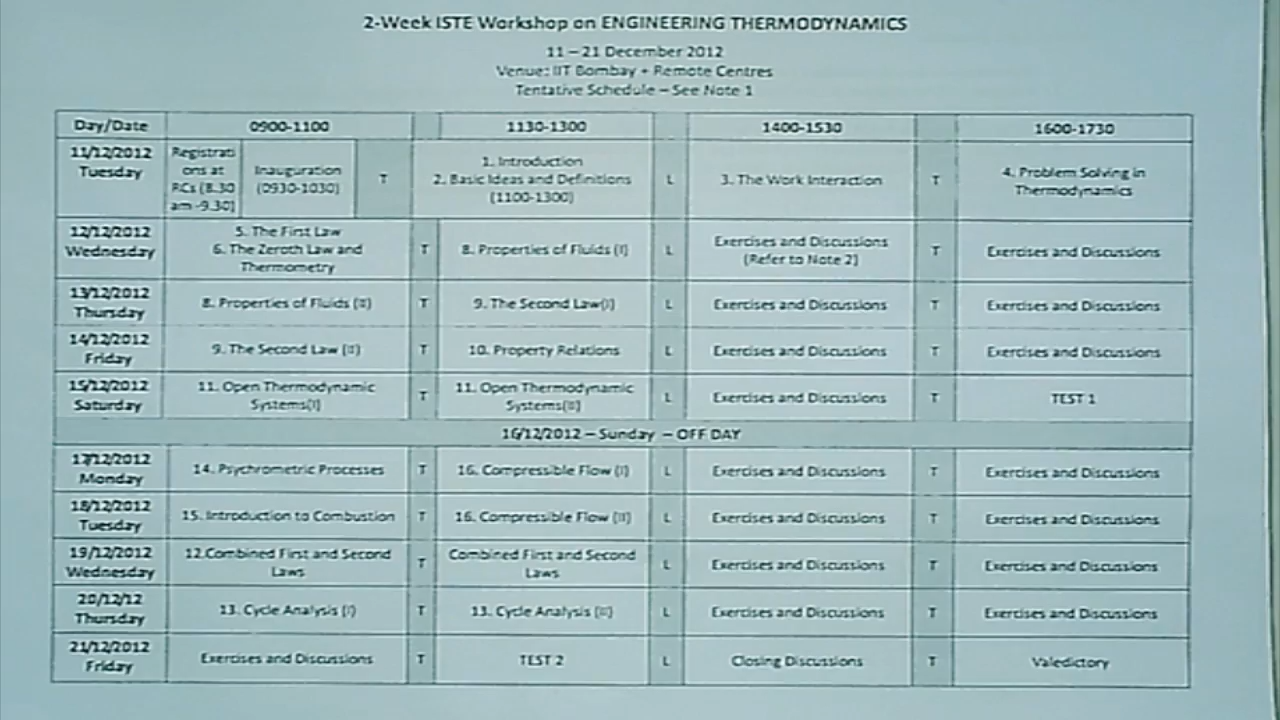 2-Week ISTE Workshop on ENGINEERING THERMODYNAMICS
11 – 21 December 2012
Venue: IIT Bombay + Remote Centres
Tentative Schedule – See Note 1
Day/Date 0900-1100 1130-1300 1400-1530 1600-1730
11/12/2012
Tuesday
Registrati
ons at
RCs (8.30
am -9.30)
Inauguration
(0930-1030)
T
1. Introduction
2. Basic Ideas and Definitions
(1100-1300)
L
3. The Work Interaction
T
4. Problem Solving in
Thermodynamics
12/12/2012
Wednesday
5. The First Law
6. The Zeroth Law and
Thermometry
T
8. Properties of Fluids (I)
L
Exercises and Discussions
(Refer to Note 2)
T
Exercises and Discussions
13/12/2012
Thursday
8. Properties of Fluids (II)
T
9. The Second Law(I)
L
Exercises and Discussions
T
Exercises and Discussions
14/12/2012
Friday
9. The Second Law (II)
T
10. Property Relations
L
Exercises and Discussions
T
Exercises and Discussions
15/12/2012
Saturday
11. Open Thermodynamic
Systems(I)
T
11. Open Thermodynamic
Systems(II)
L
Exercises and Discussions
T
TEST 1
16/12/2012 – Sunday – OFF DAY
17/12/2012
Monday
14. Psychrometric Processes
T
16. Compressible Flow (I)
L
Exercises and Discussions
T
Exercises and Discussions
18/12/2012
Tuesday
15. Introduction to Combustion
T
16. Compressible Flow (II)
L
Exercises and Discussions
T
Exercises and Discussions
19/12/2012
Wednesday
12.Combined First and Second
Laws
T
Combined First and Second
Laws
L
Exercises and Discussions
T
Exercises and Discussions
20/12/12
Thursday
13. Cycle Analysis (I)
T
13. Cycle Analysis (II)
L
Exercises and Discussions
T
Exercises and Discussions
21/12/2012
Friday
Exercises and Discussions
T
TEST 2
L
Closing Discussions
T
Valedictory